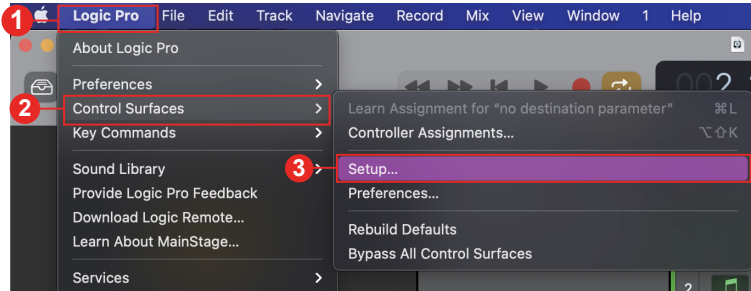 1
Logic Pro File Edit Track Navigate Record Mix View Window 1 Help
About Logic Pro
Preferences
2
Control Surfaces
Key Commands
Sound Library
Provide Logic Pro Feedback
Download Logic Remote...
Learn About MainStage...
Services
Learn Assignment for “no destination parameter” ⌘L
Controller Assignments... ⌥⇧K
3
Setup...
Preferences...
Rebuild Defaults
Bypass All Control Surfaces
002
2